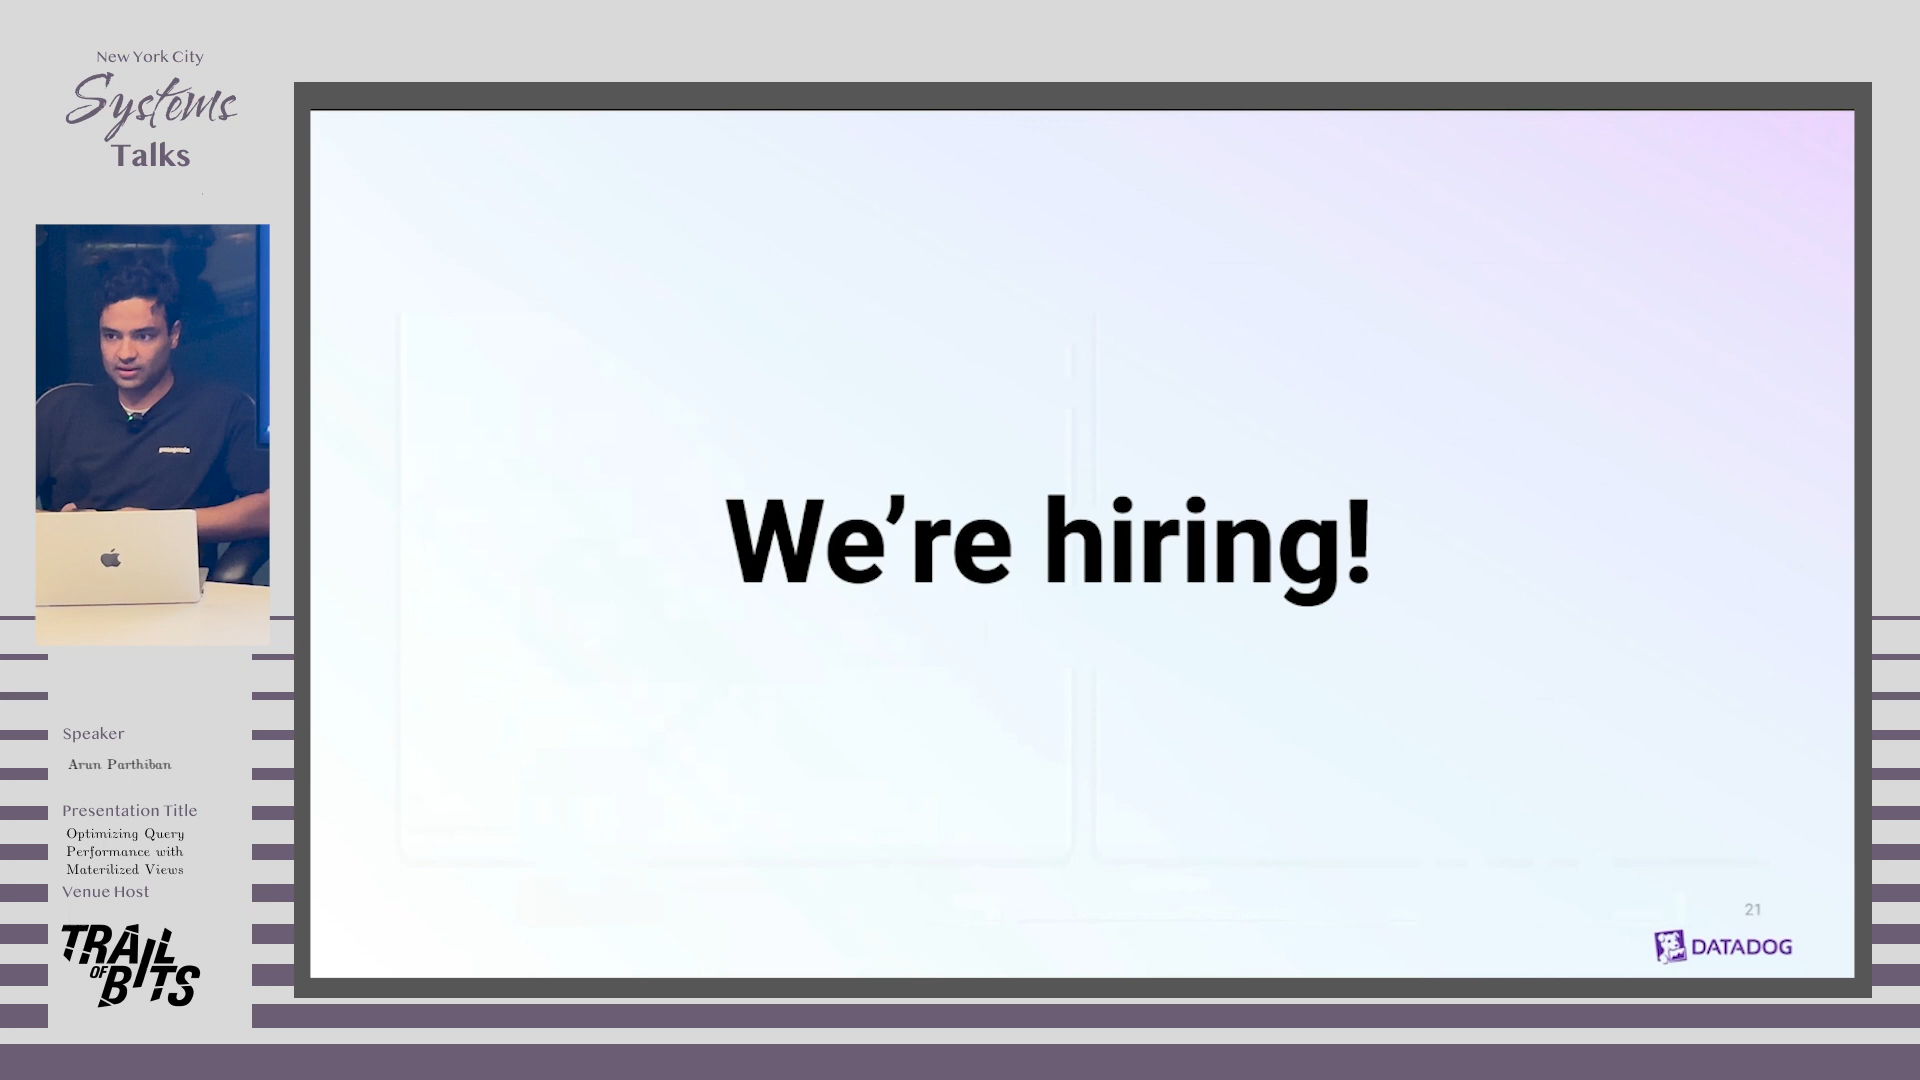 New York City
Systems
Talks
patagonia
Speaker
Arun Parthiban
Presentation Title
Optimizing Query
Performance with
Materilized Views
Venue Host
TRAIL
OF
BITS
We’re hiring!
21
DATADOG